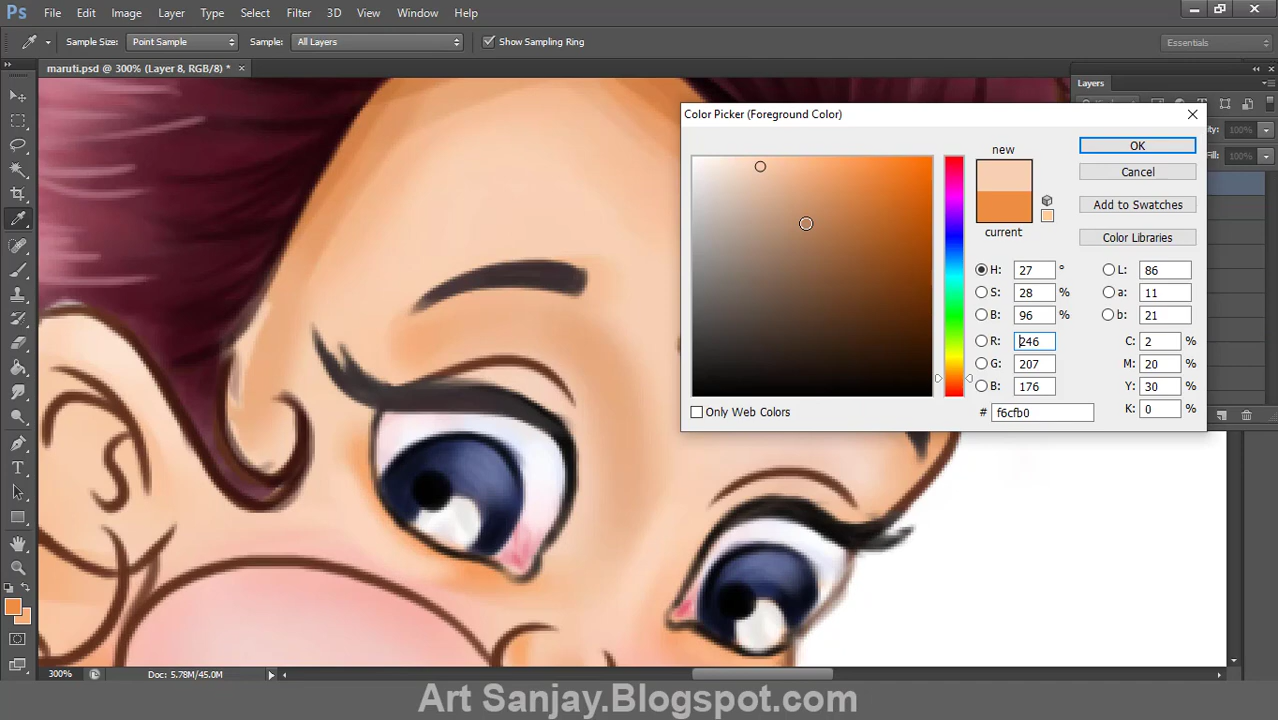 Ps File Edit Image Layer Type Select Filter 3D View Window Help
Sample Size: Point Sample Sample: All Layers Show Sampling Ring Essentials
maruti.psd @ 300% (Layer 8, RGB/8) * ×
Layers
Color Picker (Foreground Color)
new
OK
Cancel
Add to Swatches
current
Color Libraries
H: 27 ° L: 86
S: 28 % a: 11
B: 96 % b: 21
R: 246 C: 2 %
G: 207 M: 20 %
B: 176 Y: 30 %
Only Web Colors # f6cfb0 K: 0 %
100%
100%
300% Doc: 5.78M/45.0M
Art Sanjay.Blogspot.com